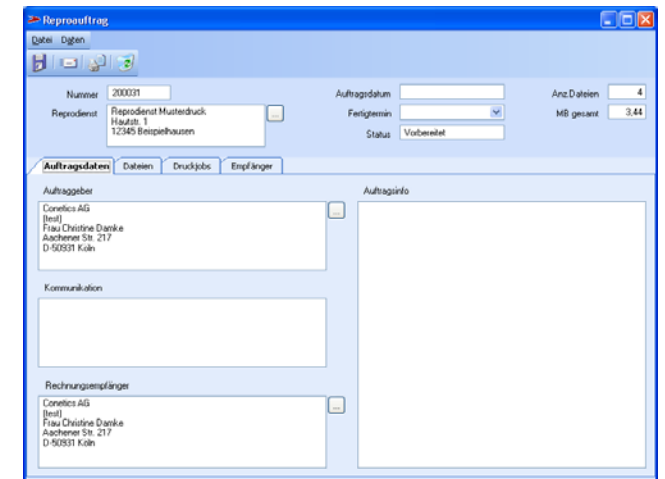 Reproauftrag
Datei Daten
Nummer 200031 Auftragsdatum Anz.Dateien 4
Reprodienst Reprodienst Musterdruck ... Fertigtermin MB gesamt 3,44
Hautstr. 1
12345 Beispielhausen
Status Vorbereitet
Auftragsdaten Dateien Druckjobs Empfänger
Auftraggeber Auftragsinfo
Conetics AG ...
[test]
Frau Christine Damke
Aachener Str. 217
D-50931 Köln
Kommunikation
Rechnungsempfänger
Conetics AG ...
[test]
Frau Christine Damke
Aachener Str. 217
D-50931 Köln